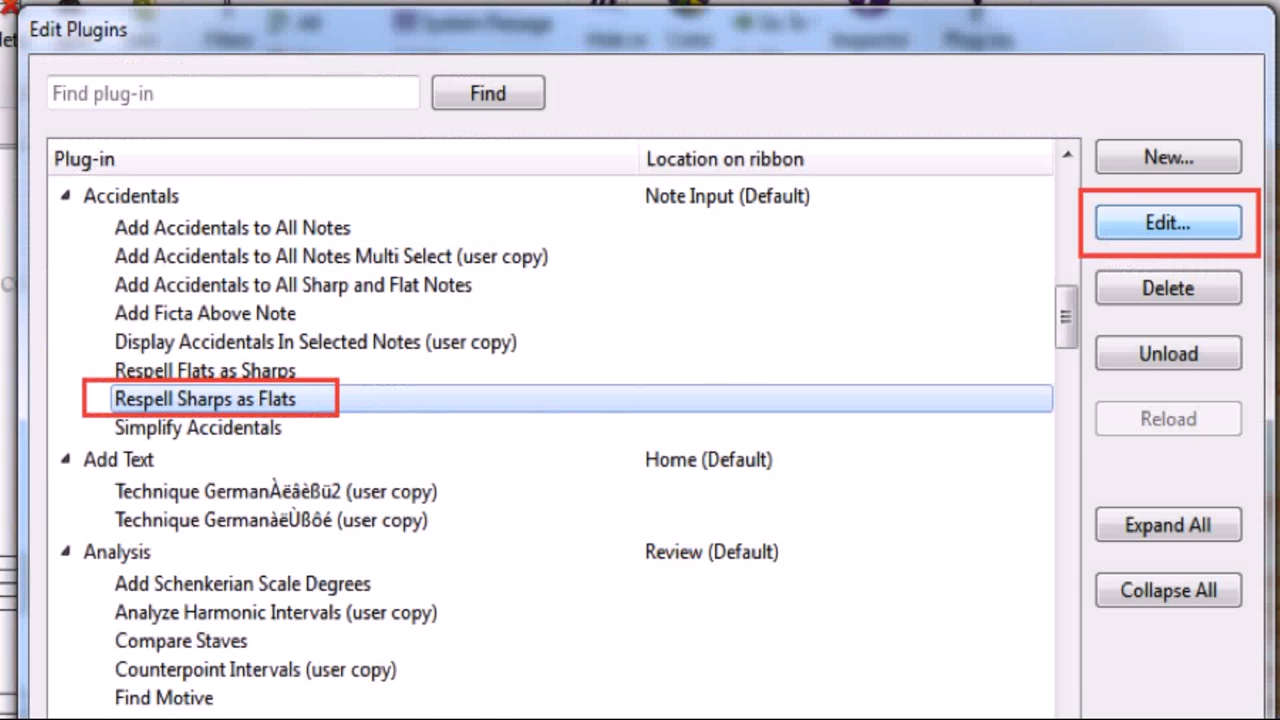 Edit Plugins
Find plug-in
Find
Plug-in
Location on ribbon
New...
Accidentals
Note Input (Default)
Edit...
Add Accidentals to All Notes
Add Accidentals to All Notes Multi Select (user copy)
Add Accidentals to All Sharp and Flat Notes
Delete
Add Ficta Above Note
Display Accidentals In Selected Notes (user copy)
Unload
Respell Flats as Sharps
Respell Sharps as Flats
Reload
Simplify Accidentals
Add Text
Home (Default)
Technique GermanÀëâèßü2 (user copy)
Technique GermanàëÙßôé (user copy)
Expand All
Analysis
Review (Default)
Add Schenkerian Scale Degrees
Collapse All
Analyze Harmonic Intervals (user copy)
Compare Staves
Counterpoint Intervals (user copy)
Find Motive